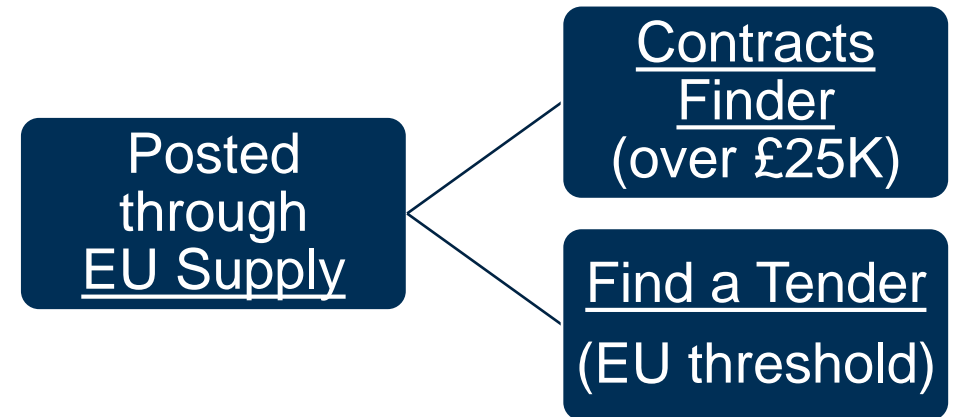 Posted
through
EU Supply
Contracts
Finder
(over £25K)
Find a Tender
(EU threshold)